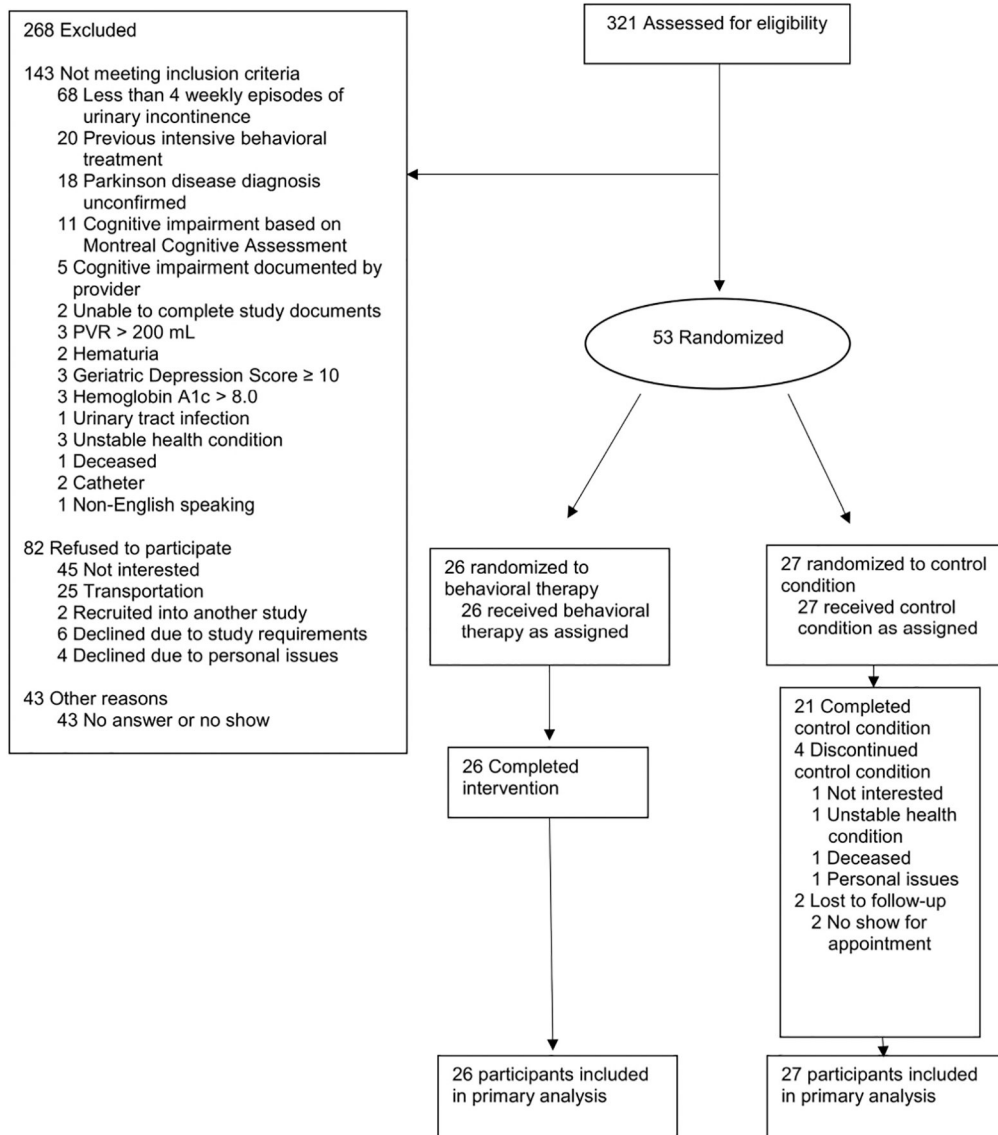 321 Assessed for eligibility
268 Excluded
143 Not meeting inclusion criteria
68 Less than 4 weekly episodes of
urinary incontinence
20 Previous intensive behavioral
treatment
18 Parkinson disease diagnosis
unconfirmed
11 Cognitive impairment based on
Montreal Cognitive Assessment
5 Cognitive impairment documented by
provider
2 Unable to complete study documents
3 PVR > 200 mL
2 Hematuria
3 Geriatric Depression Score ≥ 10
3 Hemoglobin A1c > 8.0
1 Urinary tract infection
3 Unstable health condition
1 Deceased
2 Catheter
1 Non-English speaking
82 Refused to participate
45 Not interested
25 Transportation
2 Recruited into another study
6 Declined due to study requirements
4 Declined due to personal issues
43 Other reasons
43 No answer or no show
53 Randomized
26 randomized to
behavioral therapy
26 received behavioral
therapy as assigned
27 randomized to control
condition
27 received control
condition as assigned
26 Completed
intervention
21 Completed
control condition
4 Discontinued
control condition
1 Not interested
1 Unstable health
condition
1 Deceased
1 Personal issues
2 Lost to follow-up
2 No show for
appointment
26 participants included
in primary analysis
27 participants included
in primary analysis